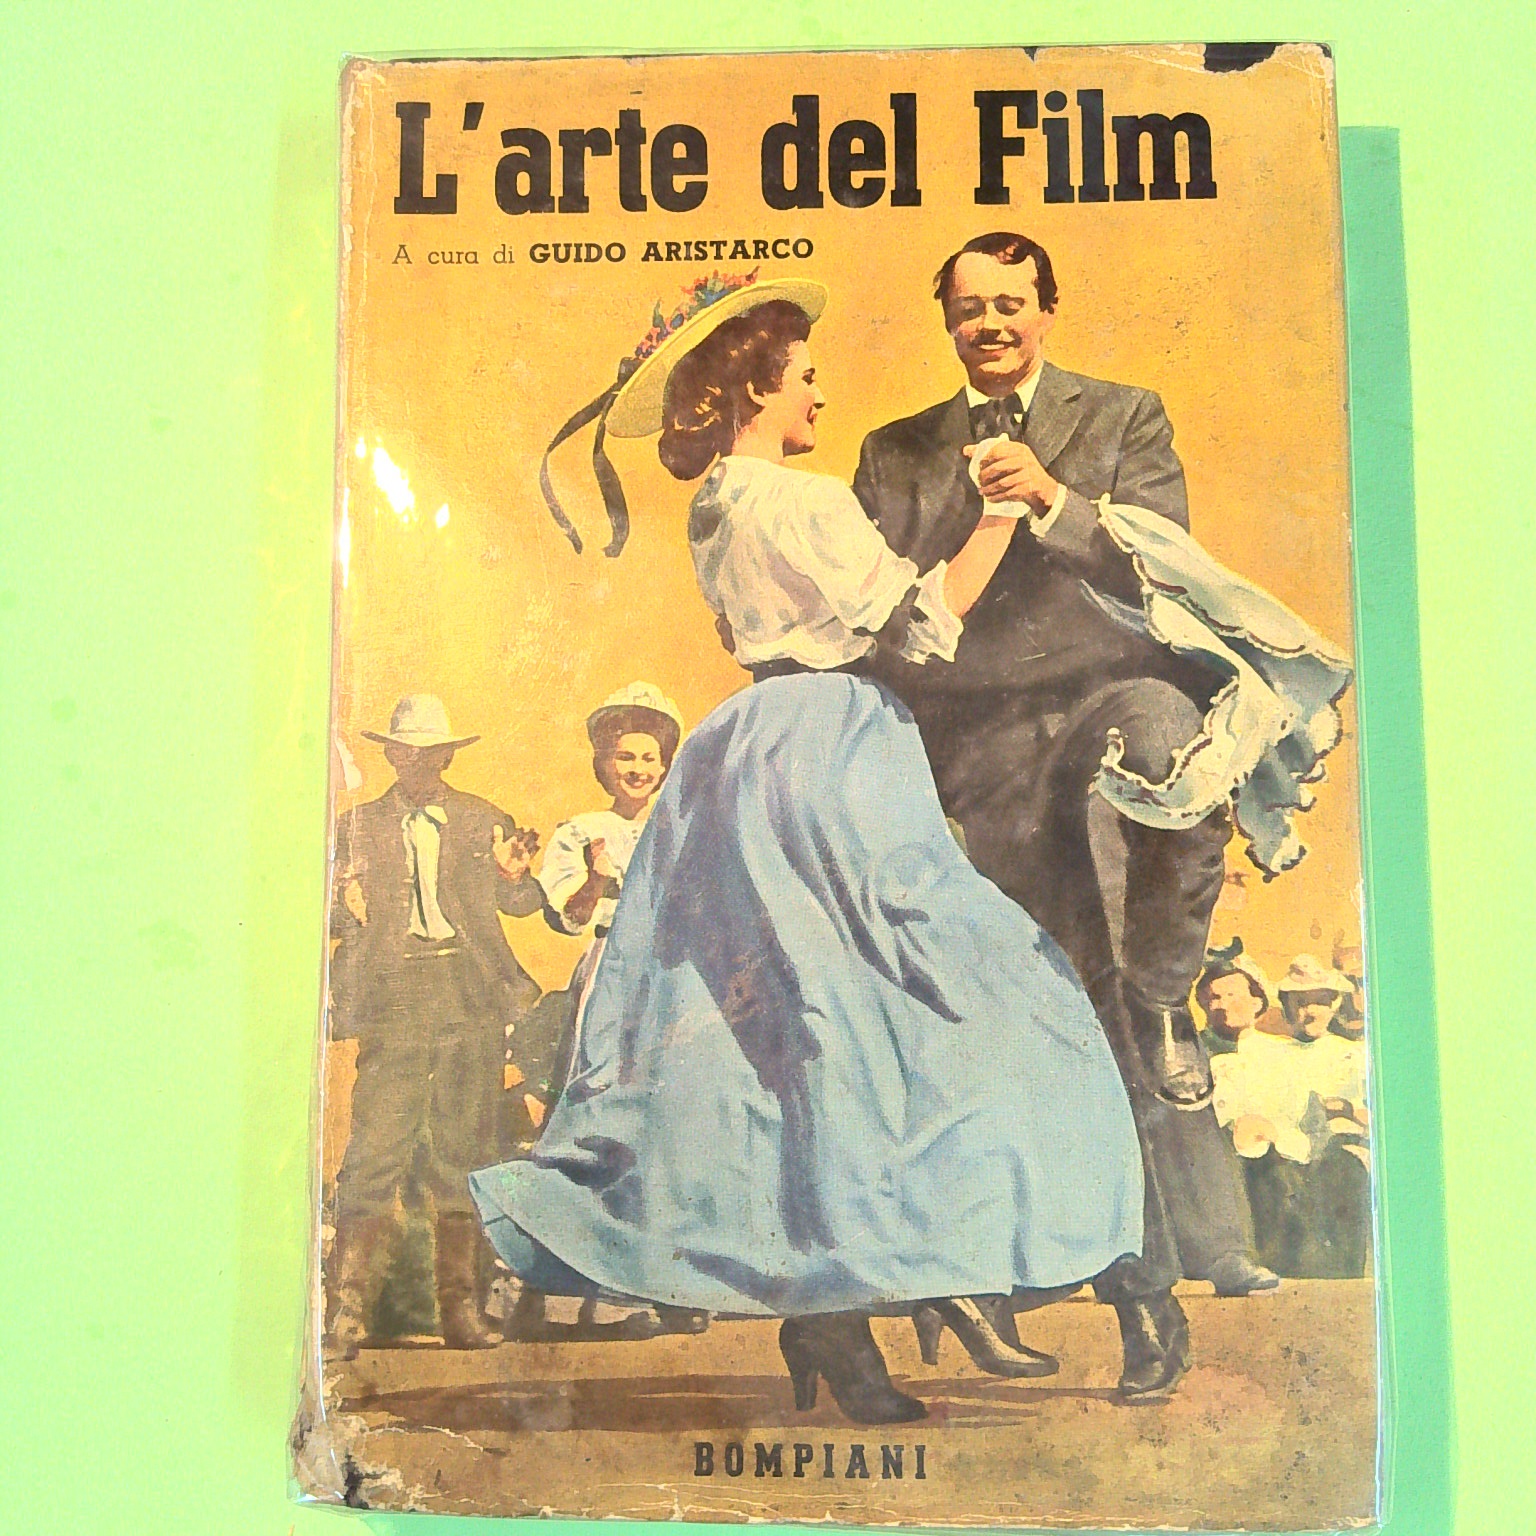 L'arte del Film
A cura di GUIDO ARISTARCO
BOMPIANI